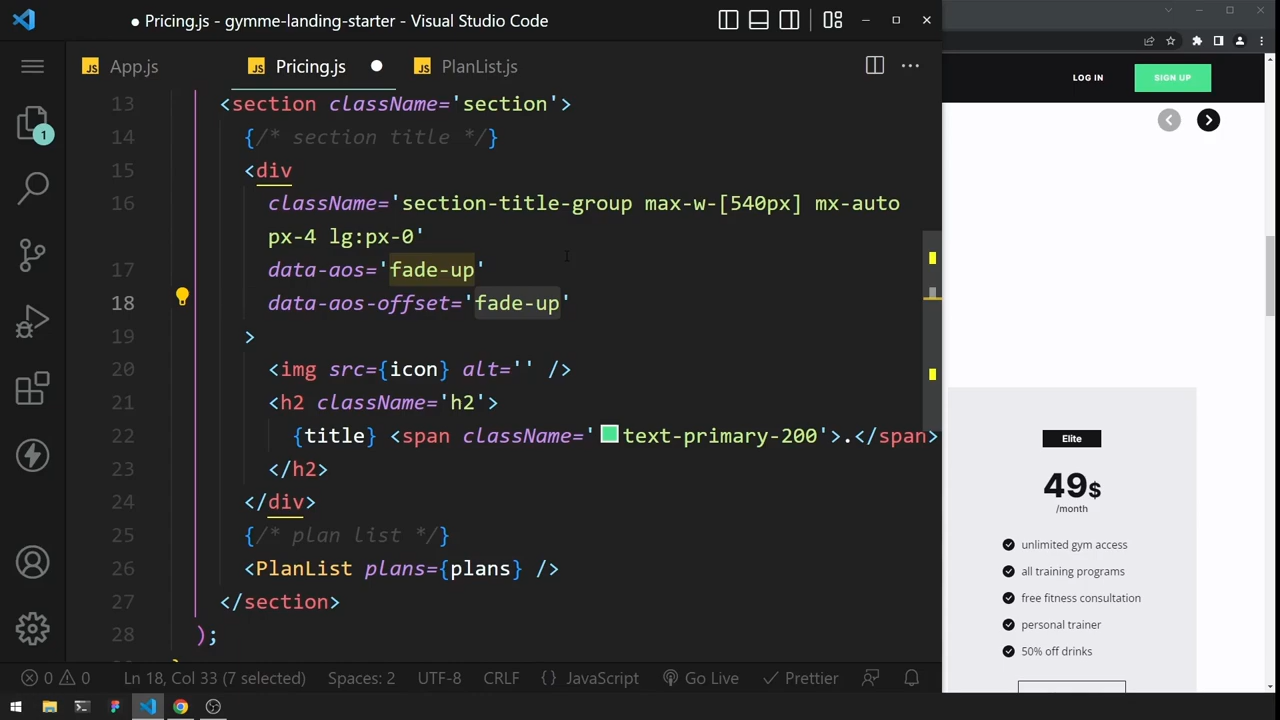 ● Pricing.js - gymme-landing-starter - Visual Studio Code
JS App.js
JS Pricing.js ●
JS PlanList.js
1
13 <section className='section'>
14 {/* section title */}
15 <div
16 className='section-title-group max-w-[540px] mx-auto
px-4 lg:px-0'
17 data-aos='fade-up'
18 data-aos-offset='fade-up'
19 >
20 <img src={icon} alt='' />
21 <h2 className='h2'>
22 {title} <span className='text-primary-200'>.</span>
23 </h2>
24 </div>
25 {/* plan list */}
26 <PlanList plans={plans} />
27 </section>
28 );
0 0 Ln 18, Col 33 (7 selected) Spaces: 2 UTF-8 CRLF {} JavaScript Go Live Prettier
LOG IN SIGN UP
Elite
49$
/month
unlimited gym access
all training programs
free fitness consultation
personal trainer
50% off drinks